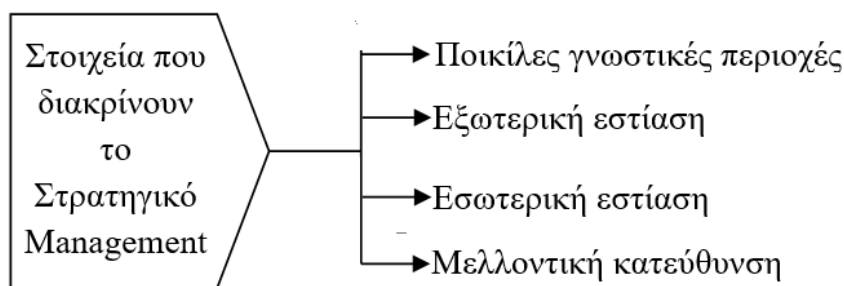 Στοιχεία που
διακρίνουν
το
Στρατηγικό
Management
Ποικίλες γνωστικές περιοχές
Εξωτερική εστίαση
Εσωτερική εστίαση
Μελλοντική κατεύθυνση